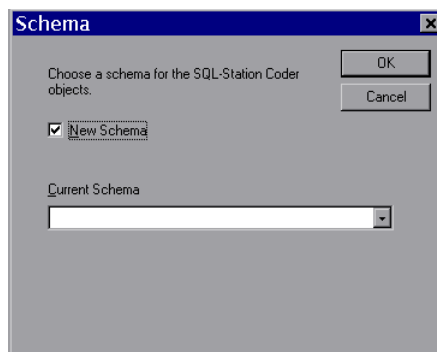 Schema
OK
Choose a schema for the SQL-Station Coder
objects.
Cancel
New Schema
Current Schema